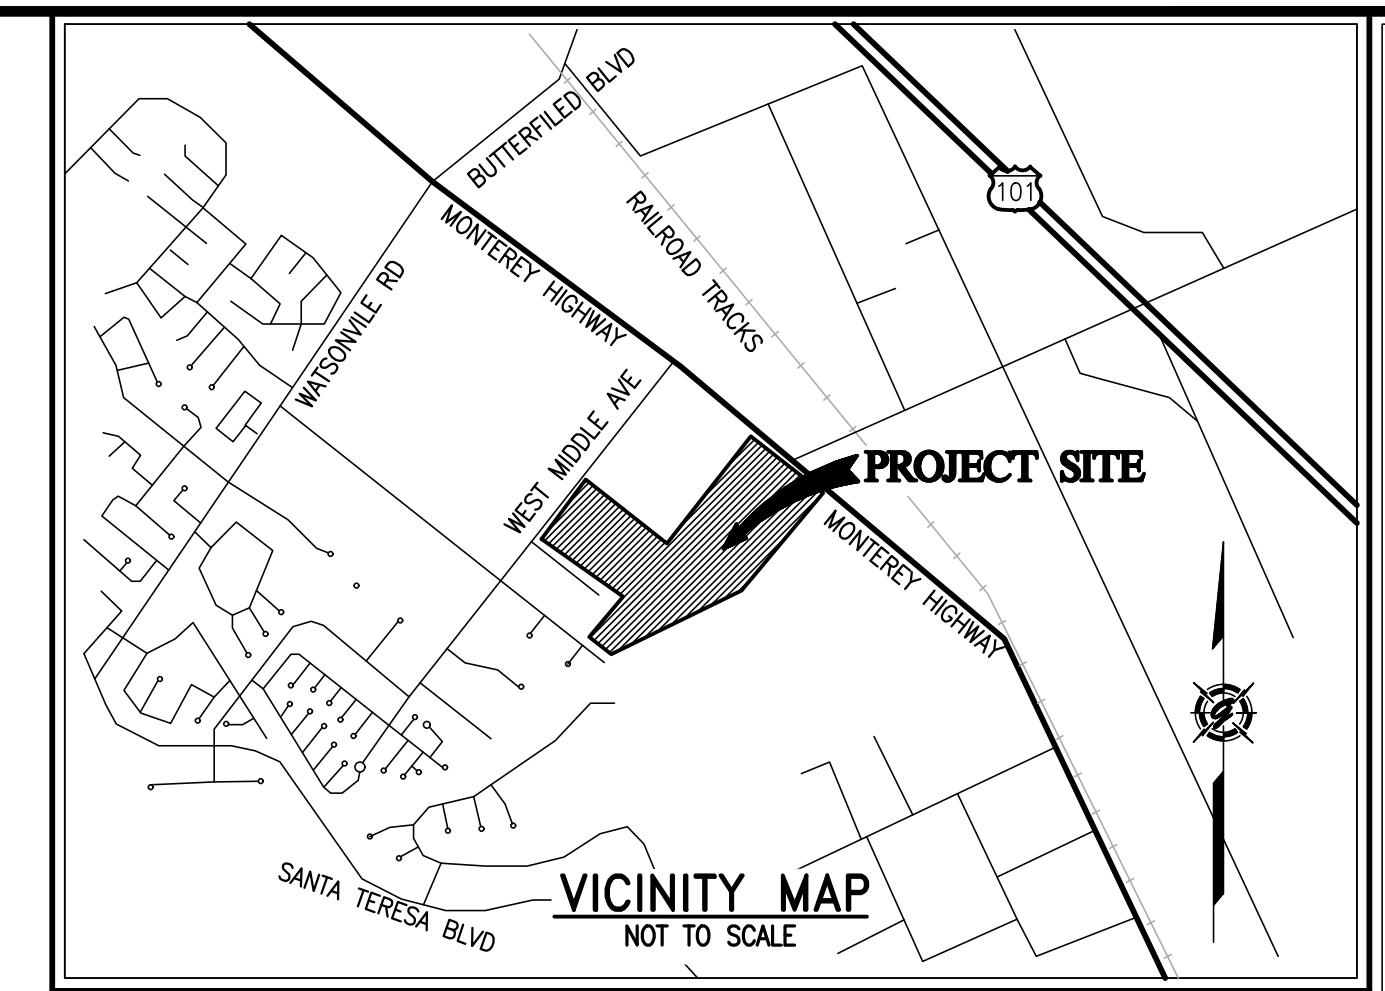 BUTTERFILED BLVD
101
RAILROAD TRACKS
MONTEREY HIGHWAY
WATSONVILE RD
WEST MIDDLE AVE
PROJECT SITE
MONTEREY HIGHWAY
SANTA TERESA BLVD
VICINITY MAP
NOT TO SCALE